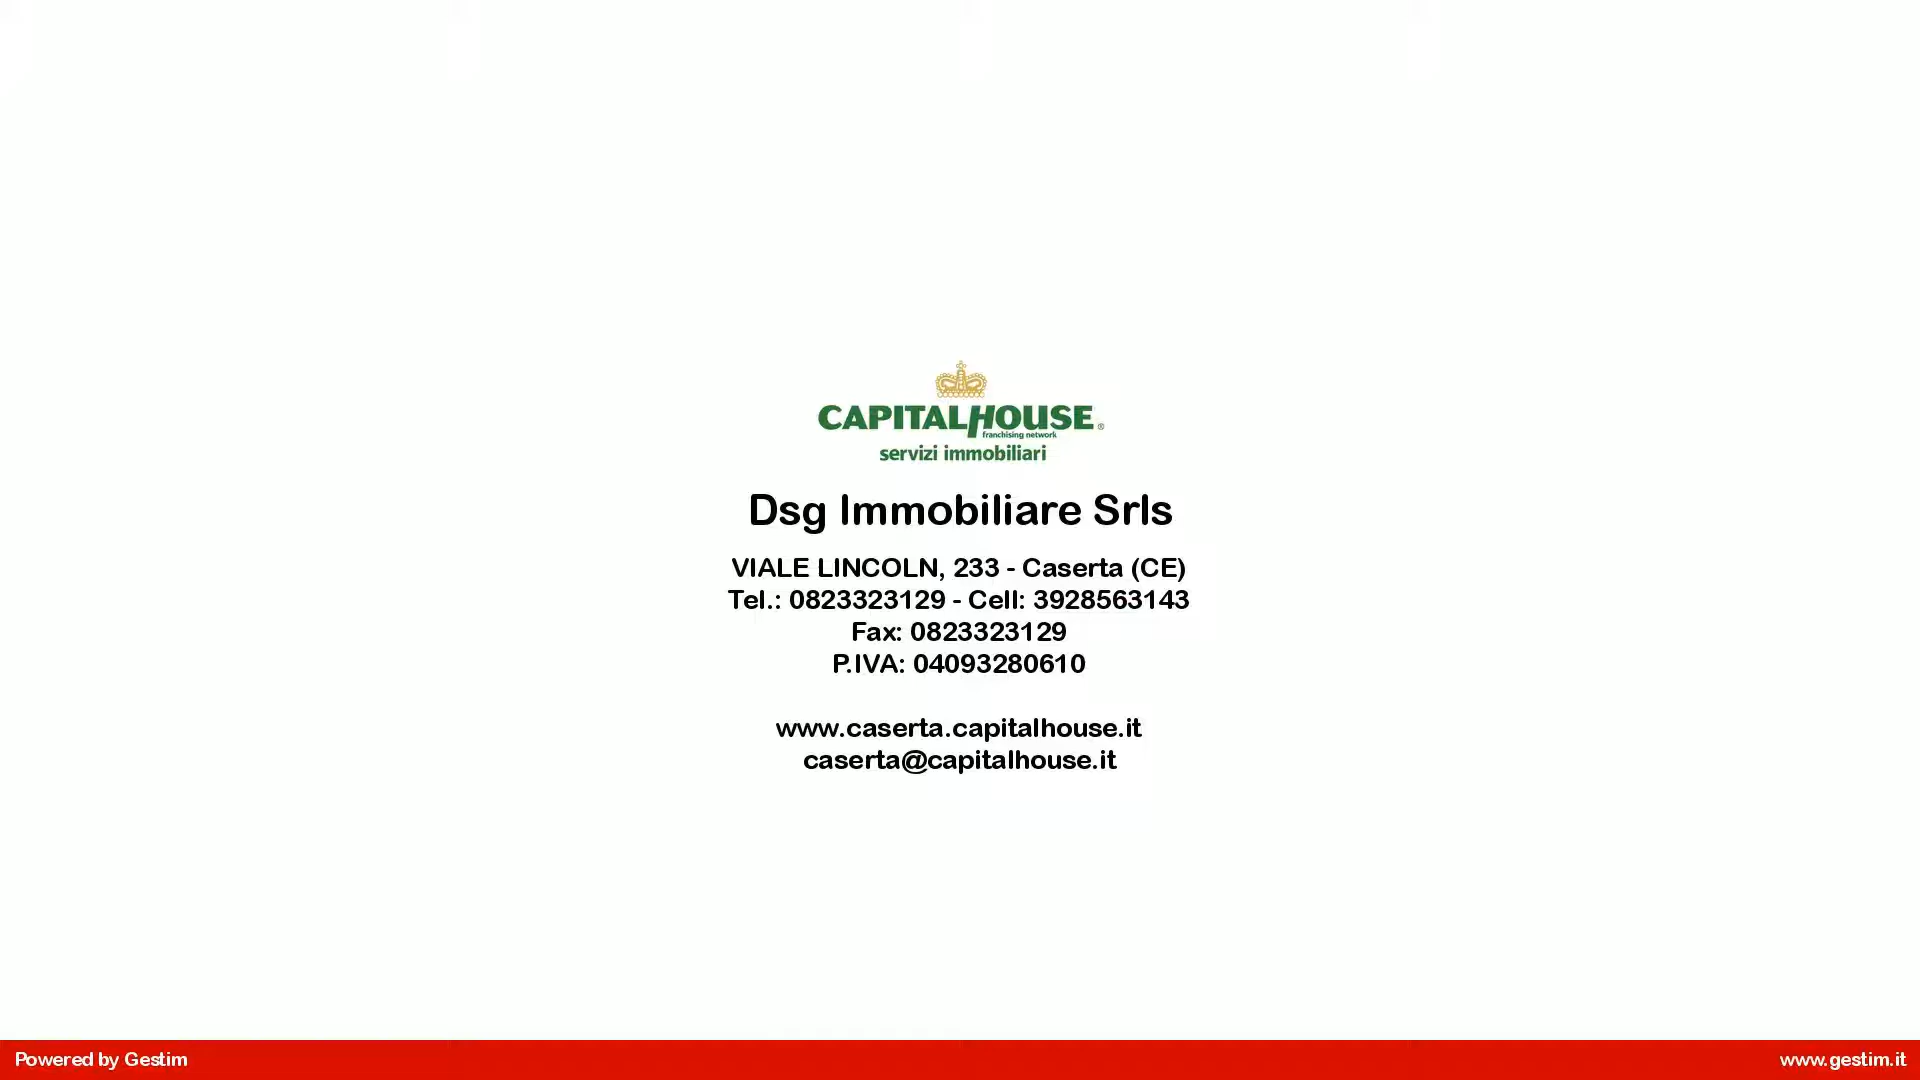 CAPITALHOUSE®
franchising network
servizi immobiliari
Dsg Immobiliare Srls
VIALE LINCOLN, 233 - Caserta (CE)
Tel.: 0823323129 - Cell: 3928563143
Fax: 0823323129
P.IVA: 04093280610
www.caserta.capitalhouse.it
caserta@capitalhouse.it
Powered by Gestim
www.gestim.it